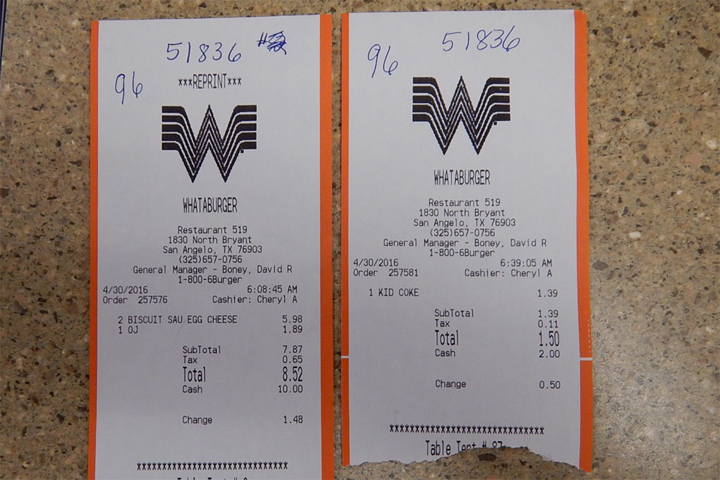 51836
96
***REPRINT***
W
WHATABURGER
Restaurant 519
1830 North Bryant
San Angelo, TX 76903
(325)657-0756
General Manager - Boney, David R
1-800-6Burger
4/30/2016 6:08:45 AM
Order 257576 Cashier: Cheryl A
2 BISCUIT SAU EGG CHEESE 5.98
1 OJ 1.89
SubTotal 7.87
Tax 0.65
Total 8.52
Cash 10.00
Change 1.48
*****************************
51836
96
W
WHATABURGER
Restaurant 519
1830 North Bryant
San Angelo, TX 76903
(325)657-0756
General Manager - Boney, David R
1-800-6Burger
4/30/2016 6:39:05 AM
Order 257581 Cashier: Cheryl A
1 KID COKE 1.39
SubTotal 1.39
Tax 0.11
Total 1.50
Cash 2.00
Change 0.50
******************************
Table Tent # 87